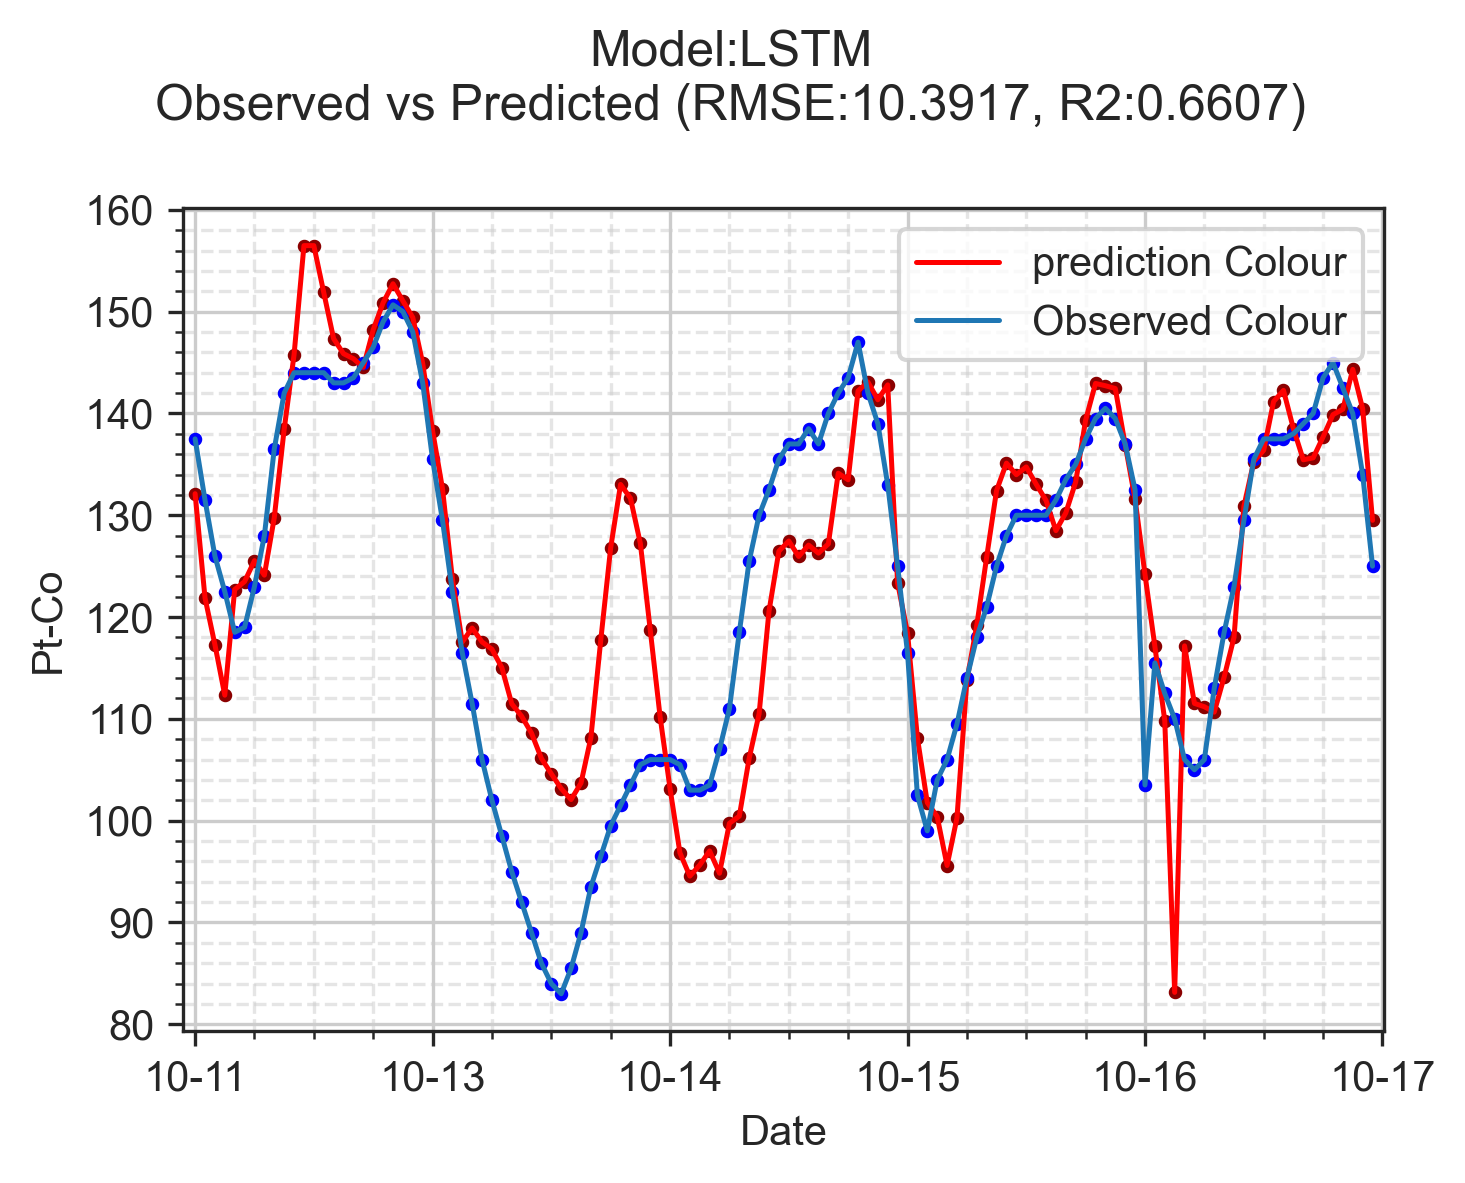 Model:LSTM
Observed vs Predicted (RMSE:10.3917, R2:0.6607)
prediction Colour
Observed Colour
160
150
140
130
120
110
100
90
80
Pt-Co
10-11 10-13 10-14 10-15 10-16 10-17
Date